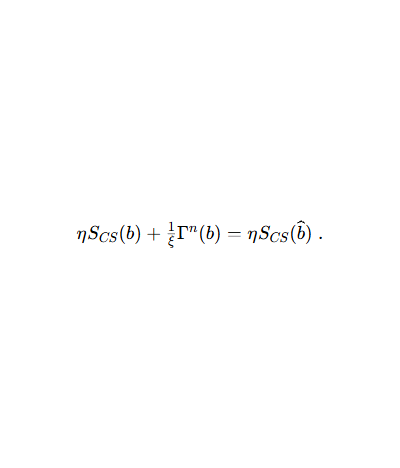 ηS_{CS}(b) + \frac{1}{ξ}Γ^n(b) = ηS_{CS}(\widehat{b}) .